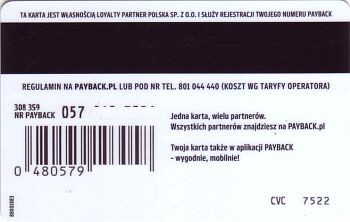 TA KARTA JEST WŁASNOŚCIĄ LOYALTY PARTNER POLSKA SP. Z O.O. I SŁUŻY REJESTRACJI TWOJEGO NUMERU PAYBACK
REGULAMIN NA PAYBACK.PL LUB POD NR TEL. 801 044 440 (KOSZT WG TARYFY OPERATORA)
308 359
NR PAYBACK 057
Jedna karta, wielu partnerów.
Wszystkich partnerów znajdziesz na PAYBACK.pl
Twoja karta także w aplikacji PAYBACK
- wygodnie, mobilnie!
0 480579
CVC 7522